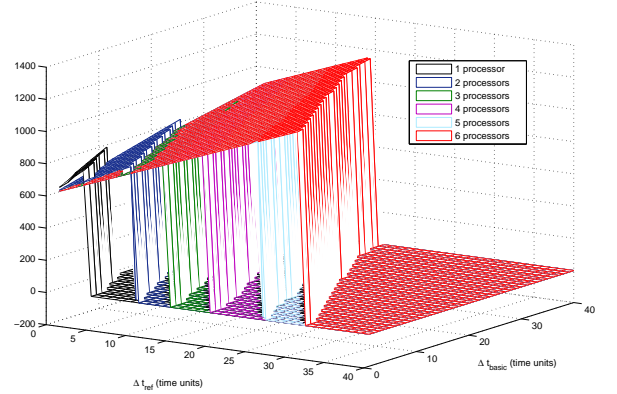 1400
1200
1000
800
600
400
200
0
−200
0
5
10
15
20
25
30
35
40
0
10
20
30
40
Δ t_ref (time units)
Δ t_basic (time units)
1 processor
2 processors
3 processors
4 processors
5 processors
6 processors